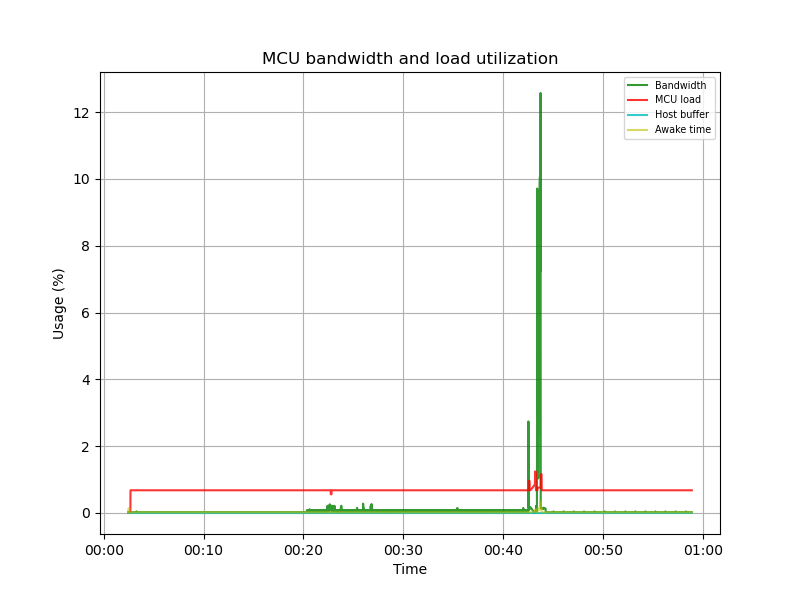 MCU bandwidth and load utilization
Bandwidth
MCU load
Host buffer
Awake time
12
10
8
6
4
2
0
Usage (%)
00:00 00:10 00:20 00:30 00:40 00:50 01:00
Time